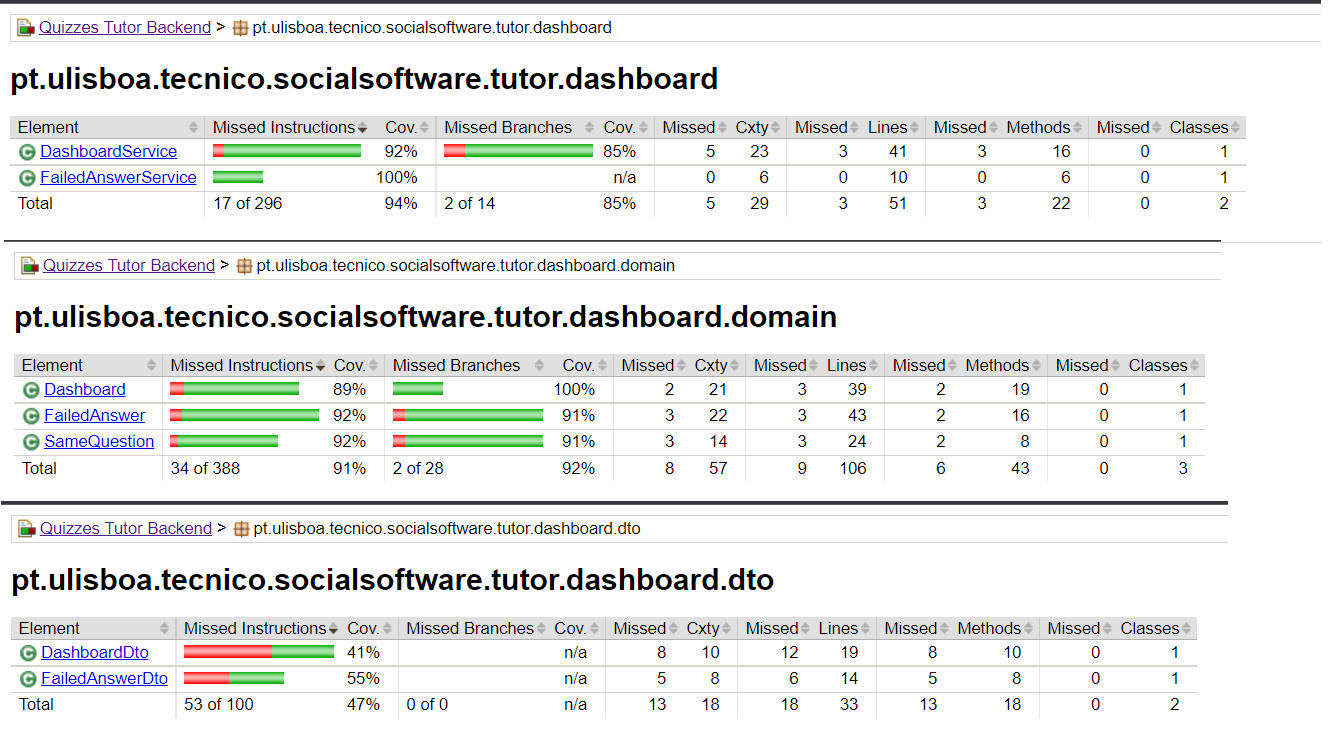 Quizzes Tutor Backend > pt.ulisboa.tecnico.socialsoftware.tutor.dashboard
pt.ulisboa.tecnico.socialsoftware.tutor.dashboard
Element Missed Instructions Cov. Missed Branches Cov. Missed Cxty Missed Lines Missed Methods Missed Classes
DashboardService 92% 85% 5 23 3 41 3 16 0 1
FailedAnswerService 100% n/a 0 6 0 10 0 6 0 1
Total 17 of 296 94% 2 of 14 85% 5 29 3 51 3 22 0 2
Quizzes Tutor Backend > pt.ulisboa.tecnico.socialsoftware.tutor.dashboard.domain
pt.ulisboa.tecnico.socialsoftware.tutor.dashboard.domain
Element Missed Instructions Cov. Missed Branches Cov. Missed Cxty Missed Lines Missed Methods Missed Classes
Dashboard 89% 100% 2 21 3 39 2 19 0 1
FailedAnswer 92% 91% 3 22 3 43 2 16 0 1
SameQuestion 92% 91% 3 14 3 24 2 8 0 1
Total 34 of 388 91% 2 of 28 92% 8 57 9 106 6 43 0 3
Quizzes Tutor Backend > pt.ulisboa.tecnico.socialsoftware.tutor.dashboard.dto
pt.ulisboa.tecnico.socialsoftware.tutor.dashboard.dto
Element Missed Instructions Cov. Missed Branches Cov. Missed Cxty Missed Lines Missed Methods Missed Classes
DashboardDto 41% n/a 8 10 12 19 8 10 0 1
FailedAnswerDto 55% n/a 5 8 6 14 5 8 0 1
Total 53 of 100 47% 0 of 0 n/a 13 18 18 33 13 18 0 2